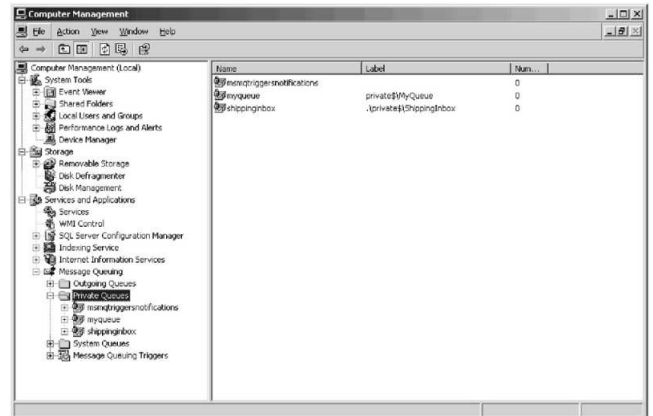 Computer Management
File Action View Window Help
Computer Management (Local)
System Tools
Event Viewer
Shared Folders
Local Users and Groups
Performance Logs and Alerts
Device Manager
Storage
Removable Storage
Disk Defragmenter
Disk Management
Services and Applications
Services
WMI Control
SQL Server Configuration Manager
Indexing Service
Internet Information Services
Message Queuing
Outgoing Queues
Private Queues
msmqtriggersnotifications
myqueue
shippinginbox
System Queues
Message Queuing Triggers
Name Label Num...
msmqtriggersnotifications 0
myqueue private$\MyQueue 0
shippinginbox .\private$\ShippingInbox 0